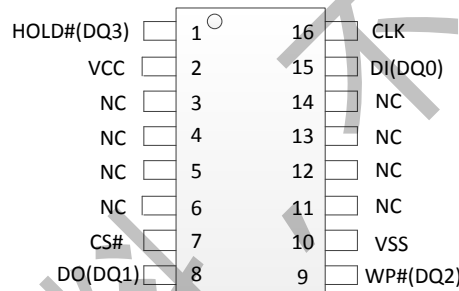 HOLD#(DQ3) 1 16 CLK
VCC 2 15 DI(DQ0)
NC 3 14 NC
NC 4 13 NC
NC 5 12 NC
NC 6 11 NC
CS# 7 10 VSS
DO(DQ1) 8 9 WP#(DQ2)